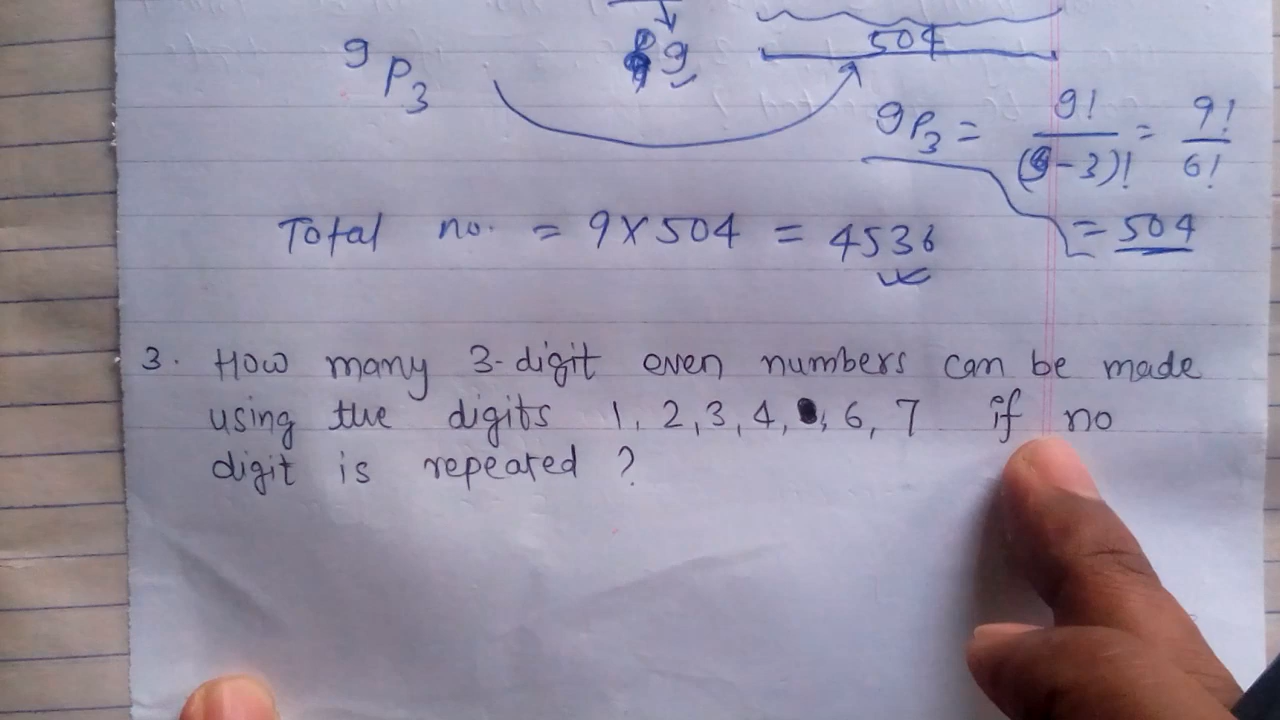 504
⁹P₃
9
9P₃ = 9! / (9-3)! = 9! / 6!
= 504
Total no. = 9×504 = 4536
3. How many 3-digit even numbers can be made
using the digits 1, 2, 3, 4, , 6, 7 if no
digit is repeated ?